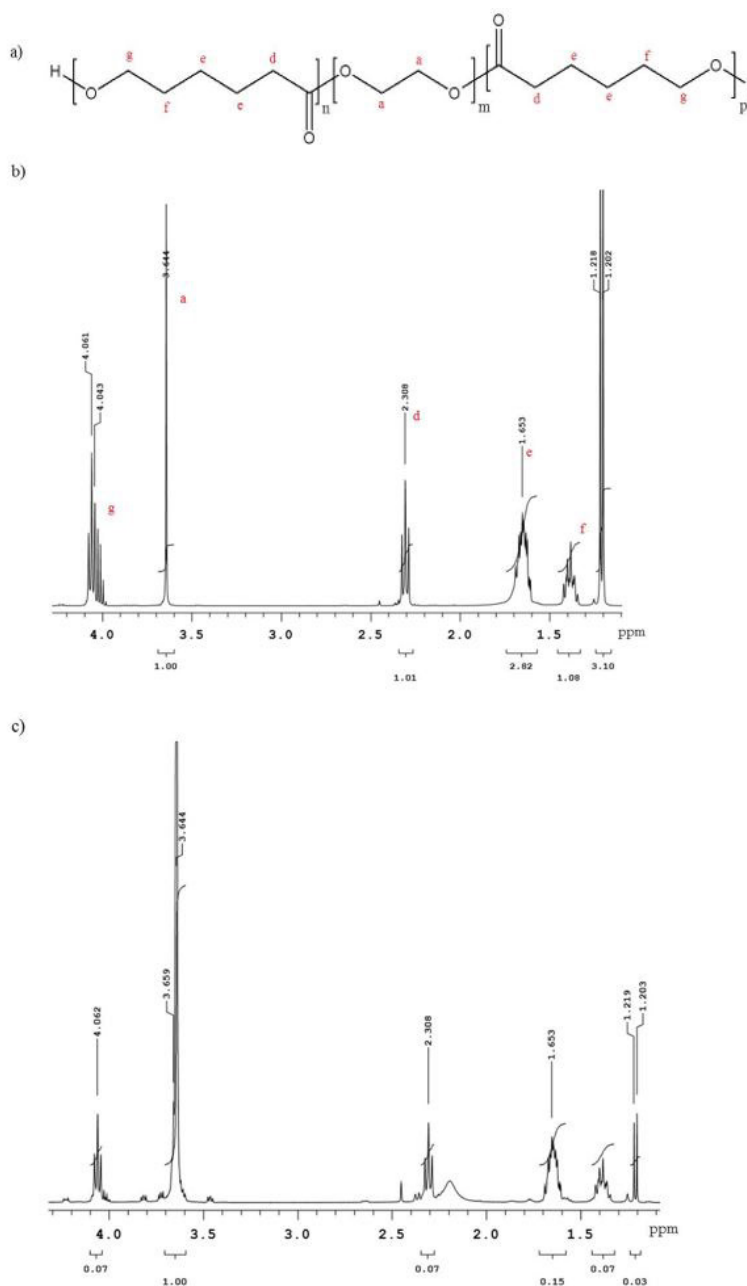 a)
g e d O a e f
H O O O O
f e O a m d e g p
n
b)
3.644
1.218
1.202
a
4.061
4.043
2.308
d
1.653
e
g
f
4.0 3.5 3.0 2.5 2.0 1.5 ppm
1.00 1.01 2.82 1.08 3.10
c)
3.644
3.659
4.062
2.308
1.653
1.219
1.203
4.0 3.5 3.0 2.5 2.0 1.5 ppm
0.07 1.00 0.07 0.15 0.07 0.03